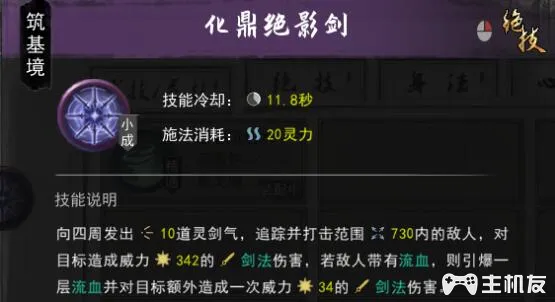 筑基境
化鼎绝影剑
绝技
小成
技能冷却: 11.8秒
施法消耗: 20灵力
技能说明
向四周发出 10道灵剑气,追踪并打击范围 730内的敌人,对
目标造成威力 342的 剑法伤害,若敌人带有流血,则引爆一
层流血并对目标额外造成一次威力 34的 剑法伤害
主机友